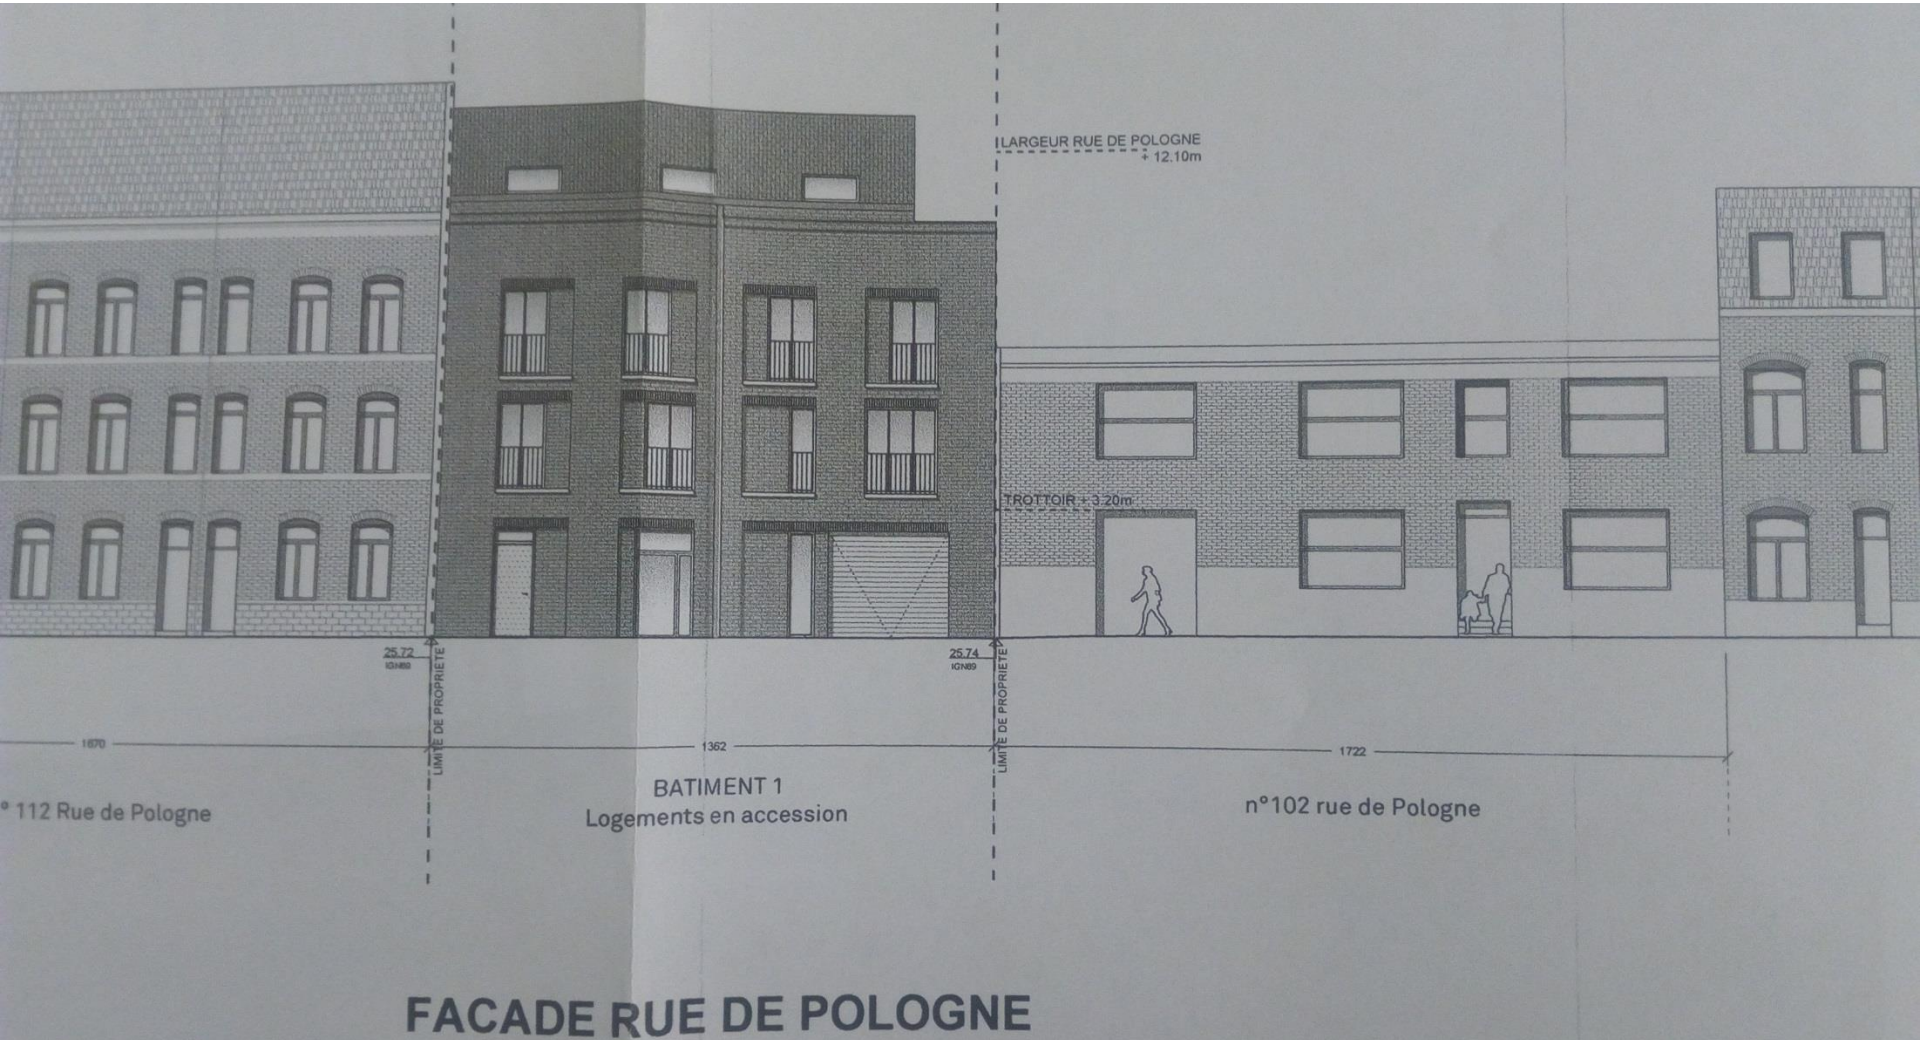 LARGEUR RUE DE POLOGNE
+ 12.10m
TROTTOIR + 3.20m
25.72
IGN69
LIMITE DE PROPRIETE
25.74
IGN69
LIMITE DE PROPRIETE
1670
1362
1722
° 112 Rue de Pologne
BATIMENT 1
Logements en accession
n°102 rue de Pologne
FACADE RUE DE POLOGNE